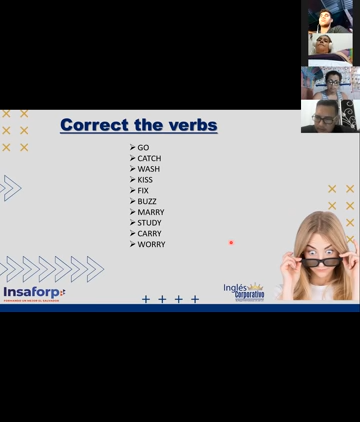 Correct the verbs
GO
CATCH
WASH
KISS
FIX
BUZZ
MARRY
STUDY
CARRY
WORRY
Insaforp
Inglés
Corporativo